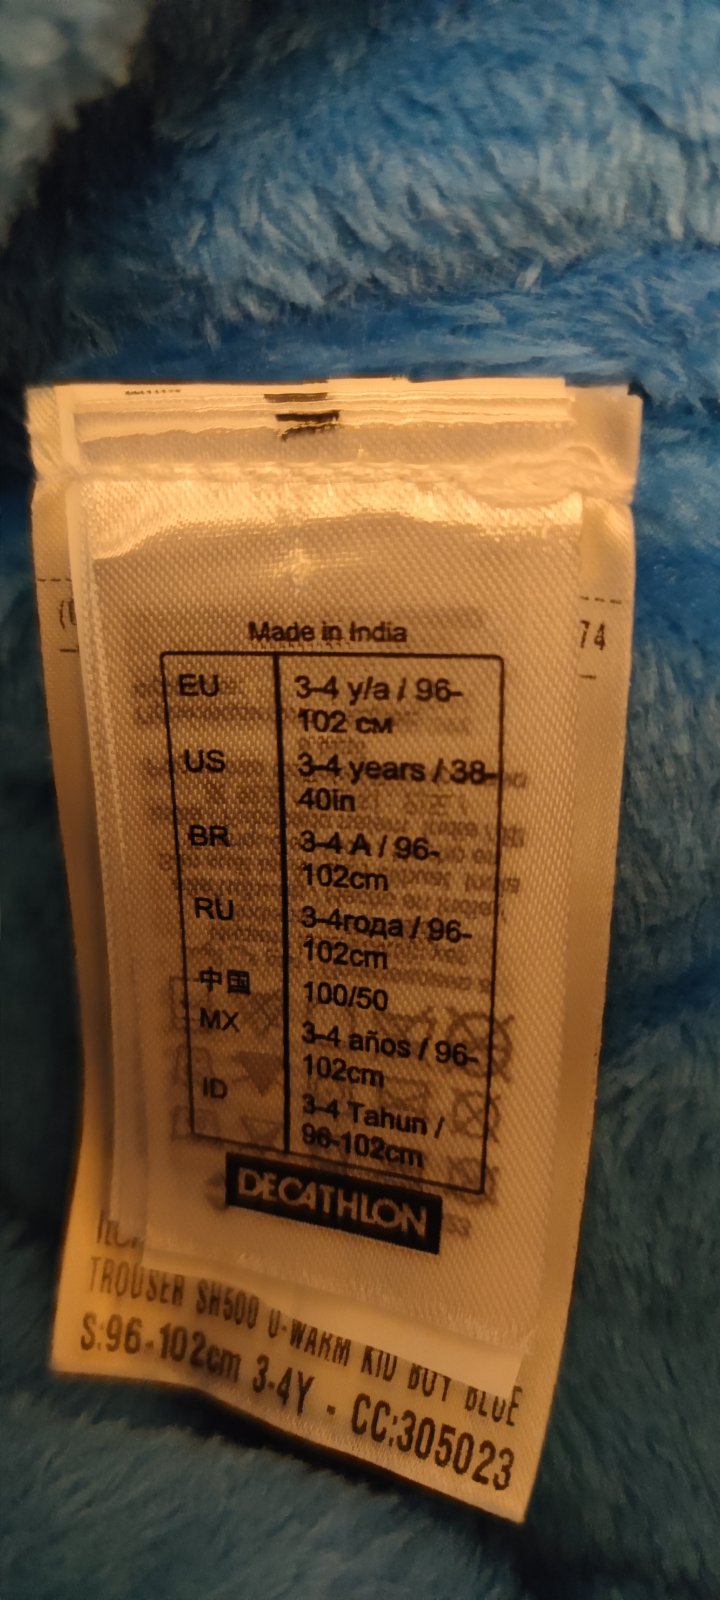 Made in India
EU 3-4 y/a / 96-
102 см
US 3-4 years / 38-
40in
BR 3-4 A / 96-
102cm
RU 3-4года / 96-
102cm
中国 100/50
MX 3-4 años / 96-
102cm
ID 3-4 Tahun /
96-102cm
DECATHLON
74
TROUSER SH500 U-WARM KID BOY BLUE
S:96-102cm 3-4Y - CC:305023